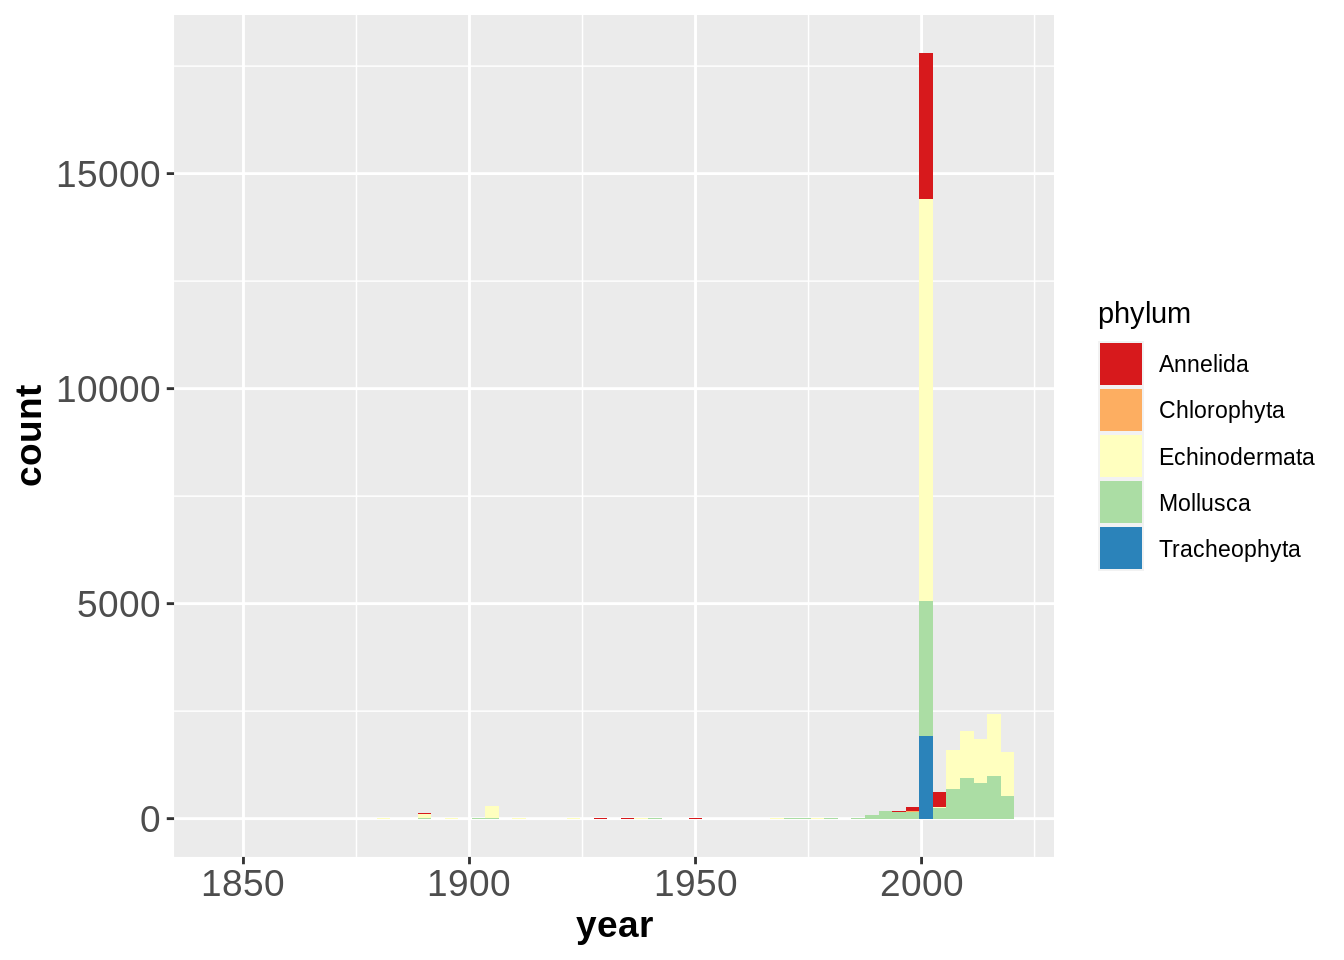 15000
10000
5000
0
count
1850
1900
1950
2000
year
phylum
Annelida
Chlorophyta
Echinodermata
Mollusca
Tracheophyta